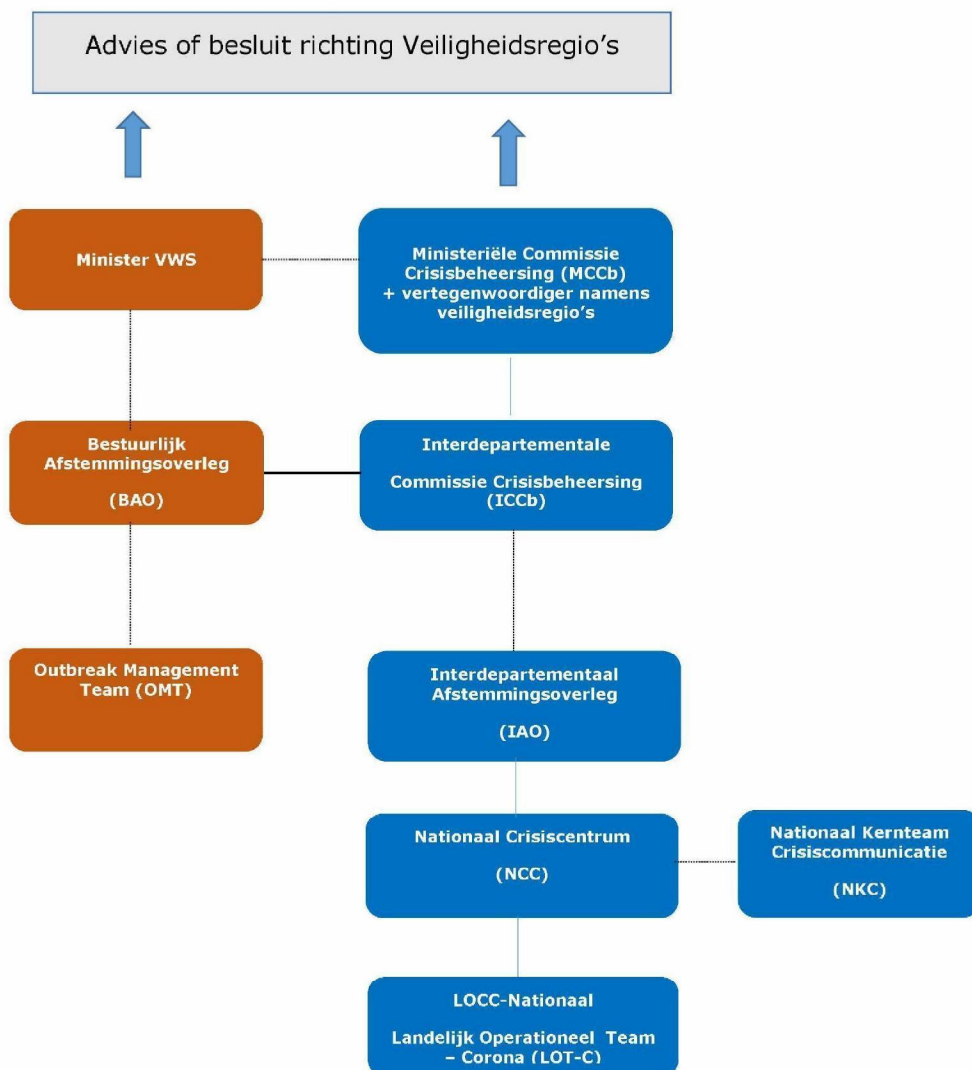 Advies of besluit richting Veiligheidsregio's
Minister VWS
Ministeriële Commissie
Crisisbeheersing (MCCb)
+ vertegenwoordiger namens
veiligheidsregio's
Bestuurlijk
Afstemmingsoverleg
(BAO)
Interdepartementale
Commissie Crisisbeheersing
(ICCb)
Outbreak Management
Team (OMT)
Interdepartementaal
Afstemmingsoverleg
(IAO)
Nationaal Crisiscentrum
(NCC)
Nationaal Kernteam
Crisiscommunicatie
(NKC)
LOCC-Nationaal
Landelijk Operationeel Team
– Corona (LOT-C)